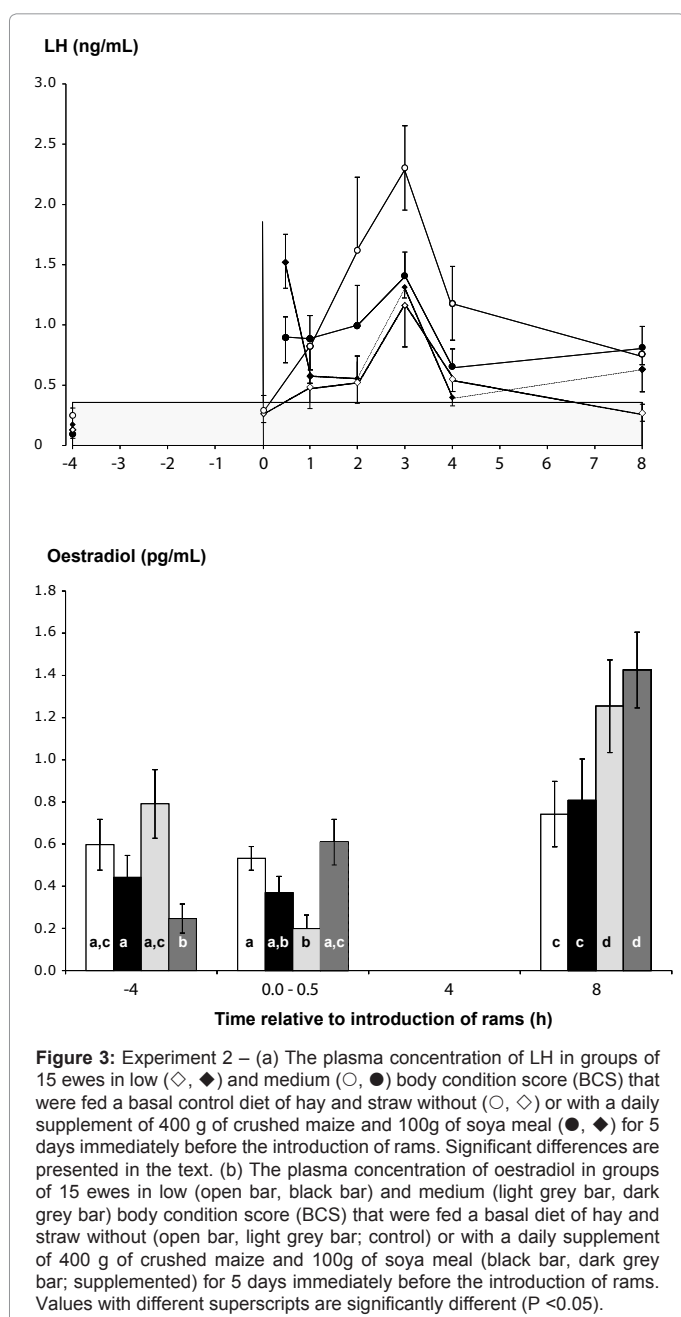 LH (ng/mL)
3.0
2.5
2.0
1.5
1.0
0.5
0
-4 -3 -2 -1 0 1 2 3 4 5 6 7 8
Oestradiol (pg/mL)
1.8
1.6
1.4
1.2
1.0
0.8
0.6
0.4
0.2
0.0
a,c a a,c b a a,b b a,c c c d d
-4 0.0 - 0.5 4 8
Time relative to introduction of rams (h)
Figure 3: Experiment 2 – (a) The plasma concentration of LH in groups of
15 ewes in low (◇, ◆) and medium (○, ●) body condition score (BCS) that
were fed a basal control diet of hay and straw without (○, ◇) or with a daily
supplement of 400 g of crushed maize and 100g of soya meal (●, ◆) for 5
days immediately before the introduction of rams. Significant differences are
presented in the text. (b) The plasma concentration of oestradiol in groups
of 15 ewes in low (open bar, black bar) and medium (light grey bar, dark
grey bar) body condition score (BCS) that were fed a basal diet of hay and
straw without (open bar, light grey bar; control) or with a daily supplement
of 400 g of crushed maize and 100g of soya meal (black bar, dark grey
bar; supplemented) for 5 days immediately before the introduction of rams.
Values with different superscripts are significantly different (P <0.05).